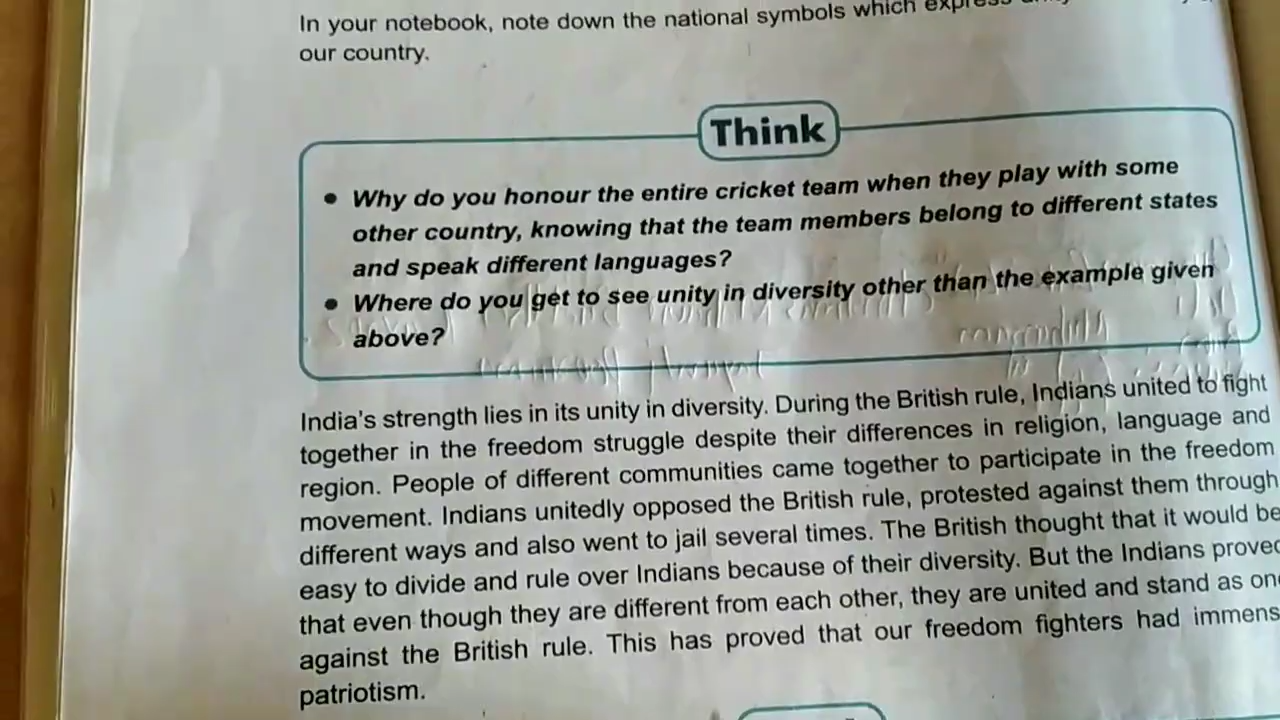 In your notebook, note down the national symbols which express
our country.
Think
• Why do you honour the entire cricket team when they play with some
other country, knowing that the team members belong to different states
and speak different languages?
• Where do you get to see unity in diversity other than the example given
above?
India's strength lies in its unity in diversity. During the British rule, Indians united to fight
together in the freedom struggle despite their differences in religion, language and
region. People of different communities came together to participate in the freedom
movement. Indians unitedly opposed the British rule, protested against them through
different ways and also went to jail several times. The British thought that it would be
easy to divide and rule over Indians because of their diversity. But the Indians proved
that even though they are different from each other, they are united and stand as one
against the British rule. This has proved that our freedom fighters had immens
patriotism.